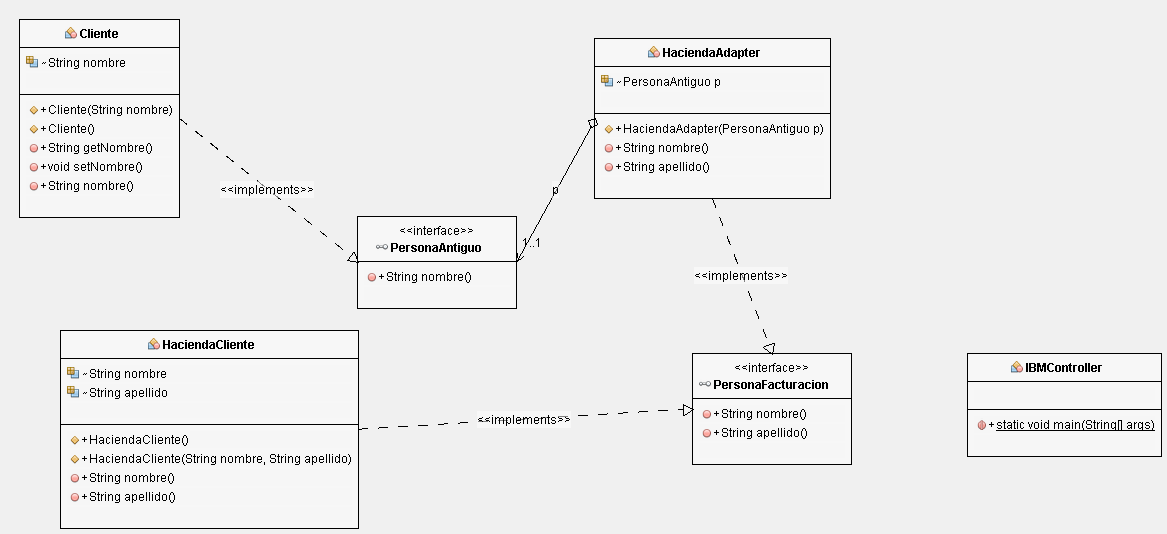 Cliente
~String nombre
+Cliente(String nombre)
+Cliente()
+String getNombre()
+void setNombre()
+String nombre()
<<implements>>
<<interface>>
PersonaAntiguo
+String nombre()
HaciendaAdapter
~PersonaAntiguo p
+HaciendaAdapter(PersonaAntiguo p)
+String nombre()
+String apellido()
p
1..1
<<implements>>
HaciendaCliente
~String nombre
~String apellido
+HaciendaCliente()
+HaciendaCliente(String nombre, String apellido)
+String nombre()
+String apellido()
<<implements>>
<<interface>>
PersonaFacturacion
+String nombre()
+String apellido()
IBMController
+static void main(String[] args)